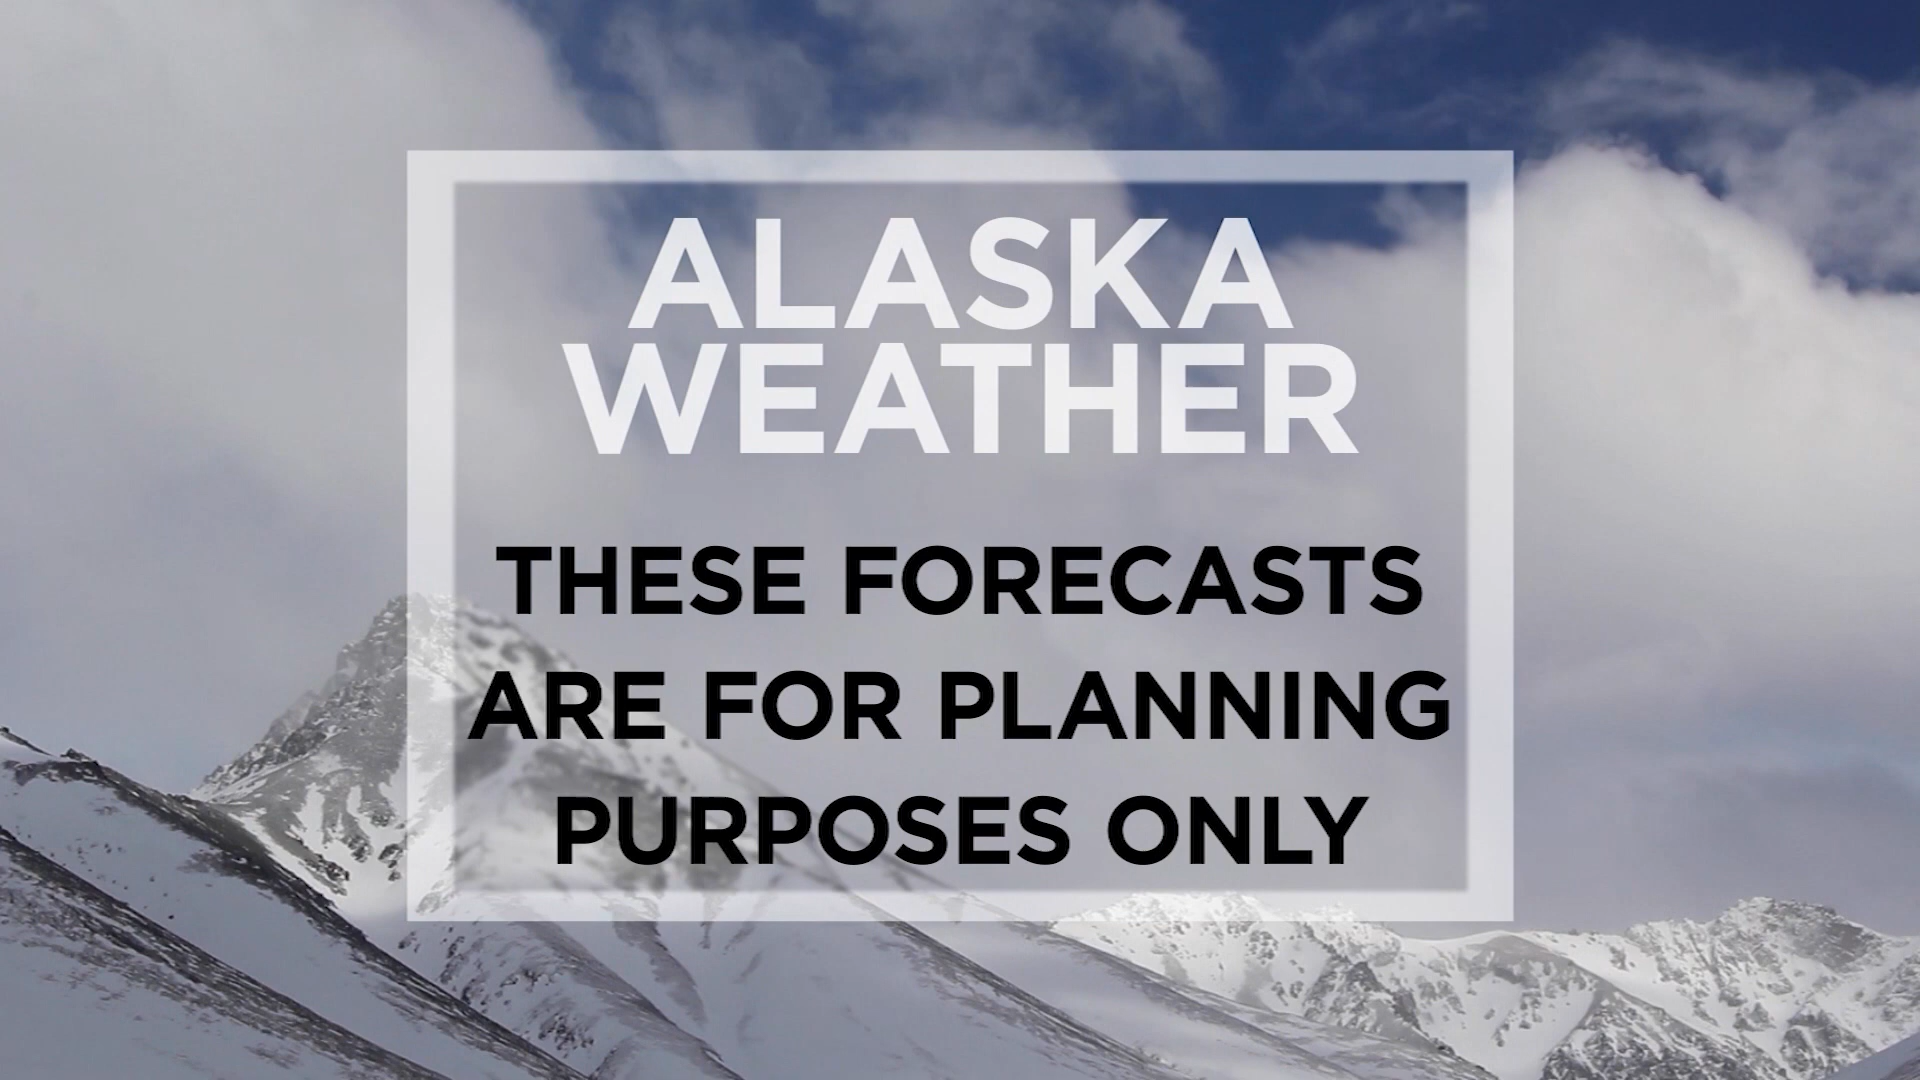 ALASKA
WEATHER
THESE FORECASTS
ARE FOR PLANNING
PURPOSES ONLY